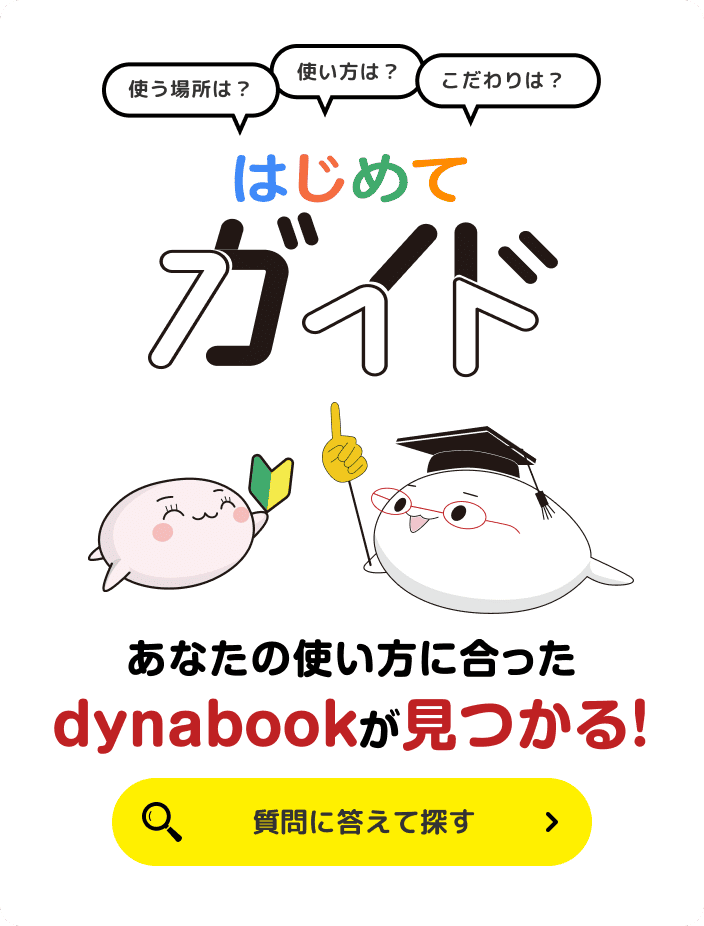 使う場所は？
使い方は？
こだわりは？
はじめて
ガイド
あなたの使い方に合った
dynabookが見つかる!
質問に答えて探す